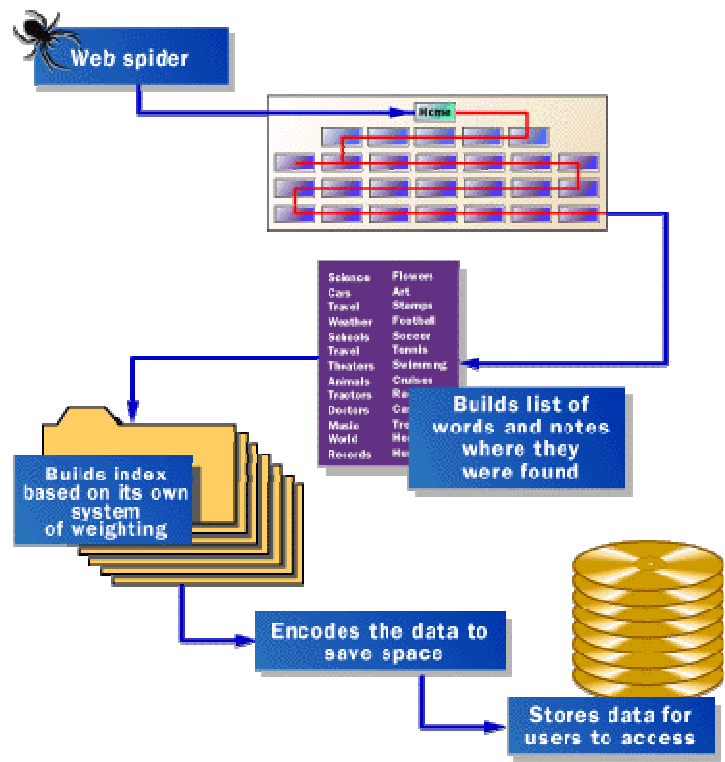 Web spider
Home
Science Flowers
Cars Art
Travel Stamps
Weather Football
Schools Soccer
Travel Tennis
Theaters Swimming
Animals Cruises
Tractors
Doctors
Music
World
Records
Builds list of
words and notes
where they
were found
Builds index
based on its own
system
of weighting
Encodes the data to
save space
Stores data for
users to access